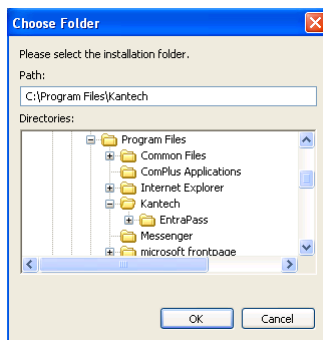 Choose Folder
Please select the installation folder.
Path:
C:\Program Files\Kantech
Directories:
Program Files
Common Files
ComPlus Applications
Internet Explorer
Kantech
EntraPass
Messenger
microsoft frontpage
OK
Cancel